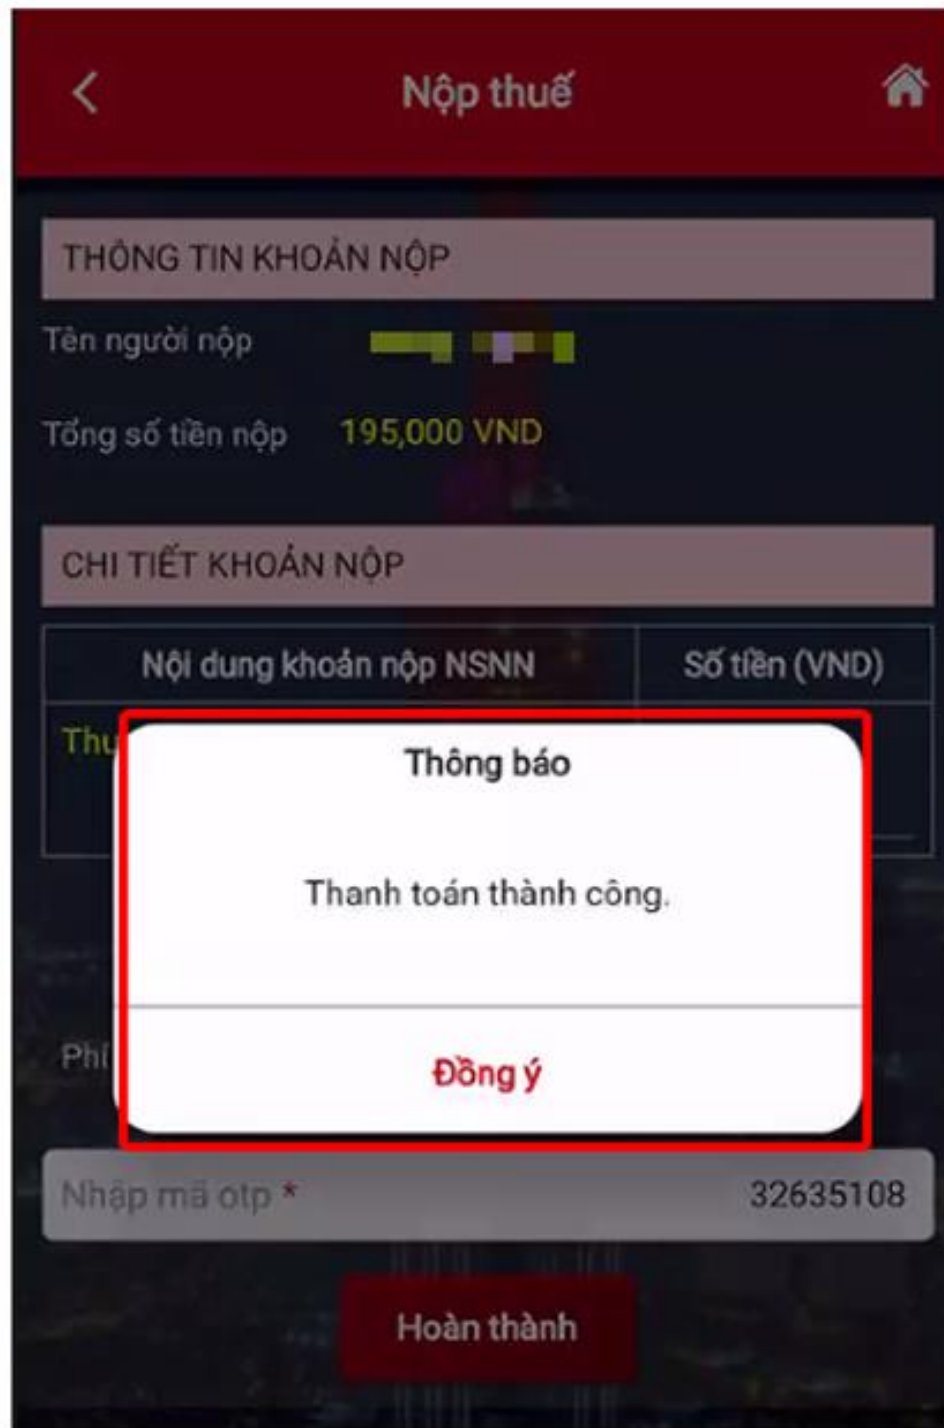 Nộp thuế
THÔNG TIN KHOẢN NỘP
Tên người nộp
Tổng số tiền nộp 195,000 VND
CHI TIẾT KHOẢN NỘP
Nội dung khoản nộp NSNN Số tiền (VND)
Thông báo
Thanh toán thành công.
Phí
Đồng ý
Nhập mã otp * 32635108
Hoàn thành